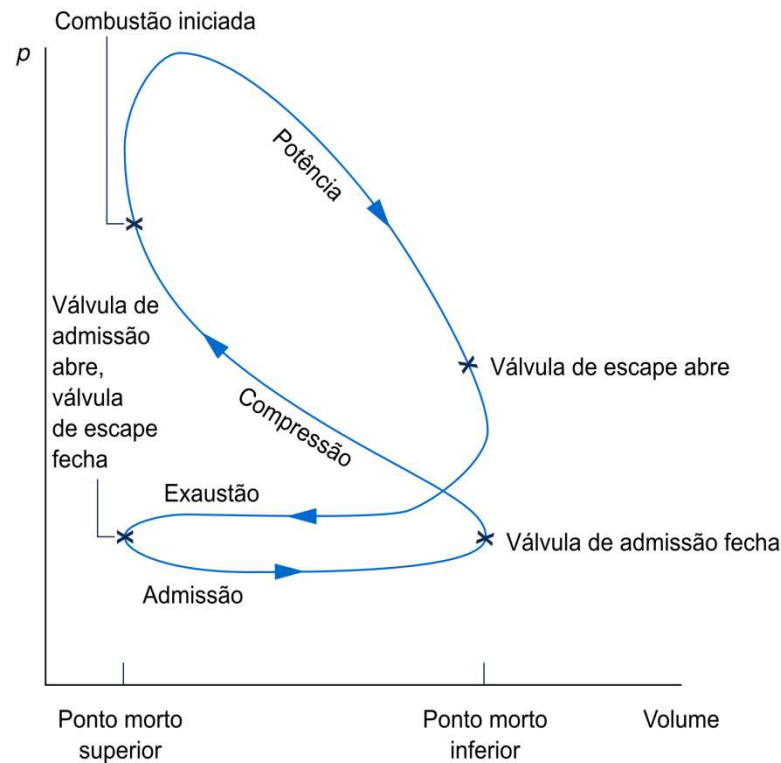 Combustão iniciada
p
Potência
Válvula de
admissão
abre,
válvula
de escape
fecha
Válvula de escape abre
Compressão
Exaustão
Válvula de admissão fecha
Admissão
Ponto morto
superior
Ponto morto
inferior
Volume